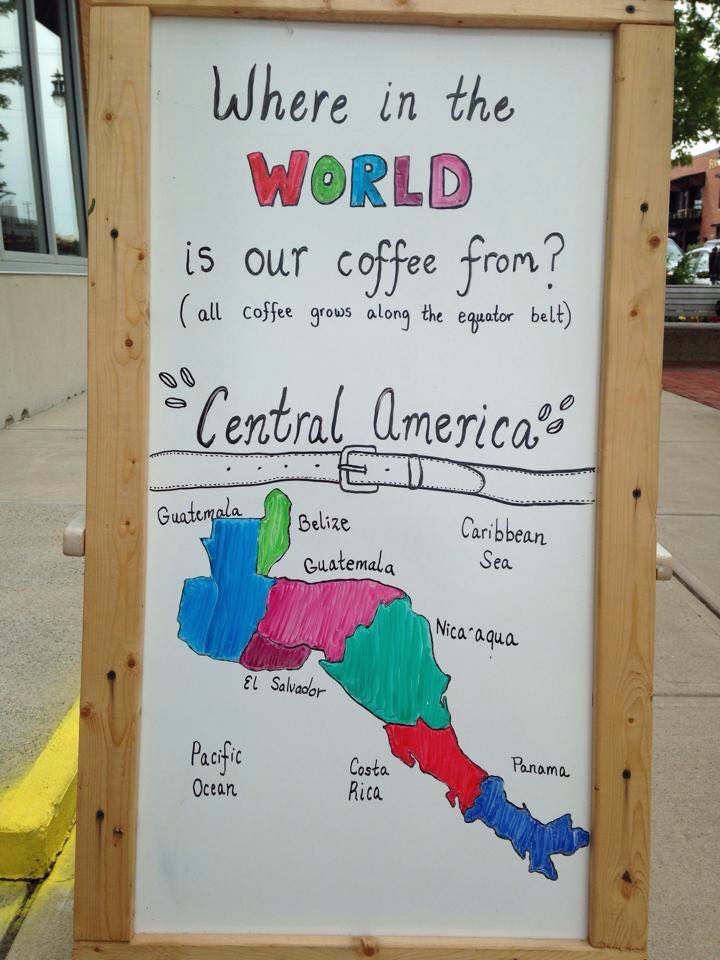 Where in the
WORLD
is our coffee from?
(all coffee grows along the equator belt)
Central America
Guatemala
Belize
Caribbean
Sea
Guatemala
Nica aqua
El Salvador
Pacific
Ocean
Costa
Rica
Panama